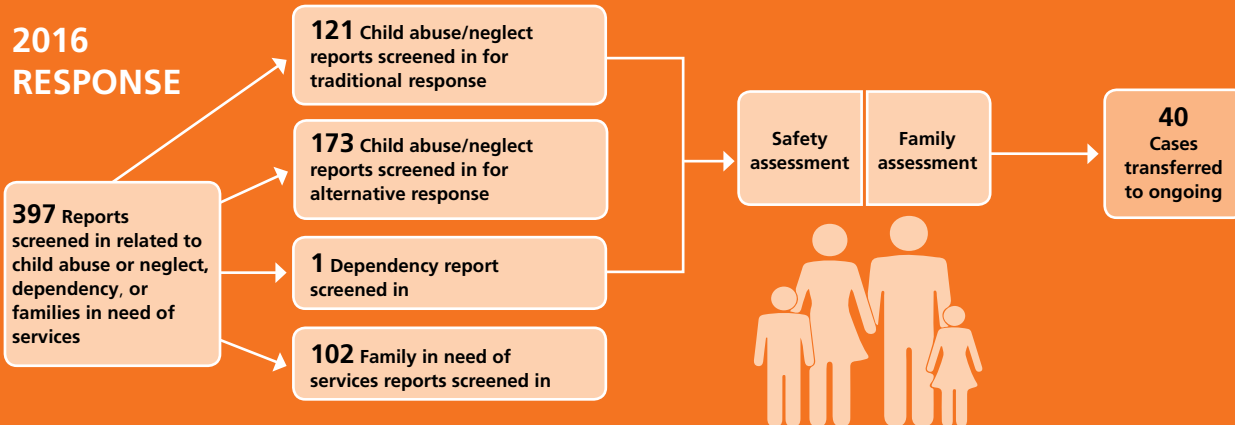 2016
RESPONSE
397 Reports
screened in related to
child abuse or neglect,
dependency, or
families in need of
services
121 Child abuse/neglect
reports screened in for
traditional response
173 Child abuse/neglect
reports screened in for
alternative response
1 Dependency report
screened in
102 Family in need of
services reports screened in
Safety
assessment
Family
assessment
40
Cases
transferred
to ongoing